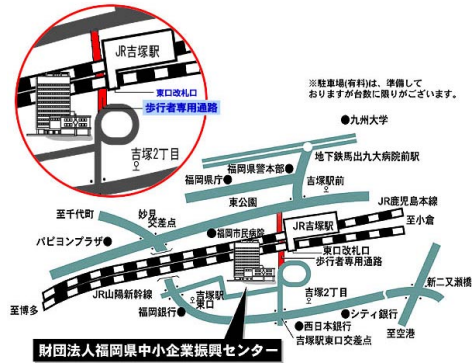 JR吉塚駅
東口改札口
歩行者専用通路
吉塚2丁目
※駐車場(有料)は、準備して
おりますが台数に限りがございます。
●九州大学
地下鉄馬出九大病院前駅
福岡県警本部●
福岡県庁●
吉塚駅前
東公園
JR鹿児島本線
至千代町
妙見
交差点
JR吉塚駅
至小倉
パピヨンプラザ●
●福岡市民病院
東口改札口
歩行者専用通路
新二又瀬橋
JR山陽新幹線
吉塚駅
東口
吉塚2丁目
至博多
福岡銀行●
●シティ銀行
●西日本銀行
至空港
吉塚駅東口交差点
財団法人福岡県中小企業振興センター